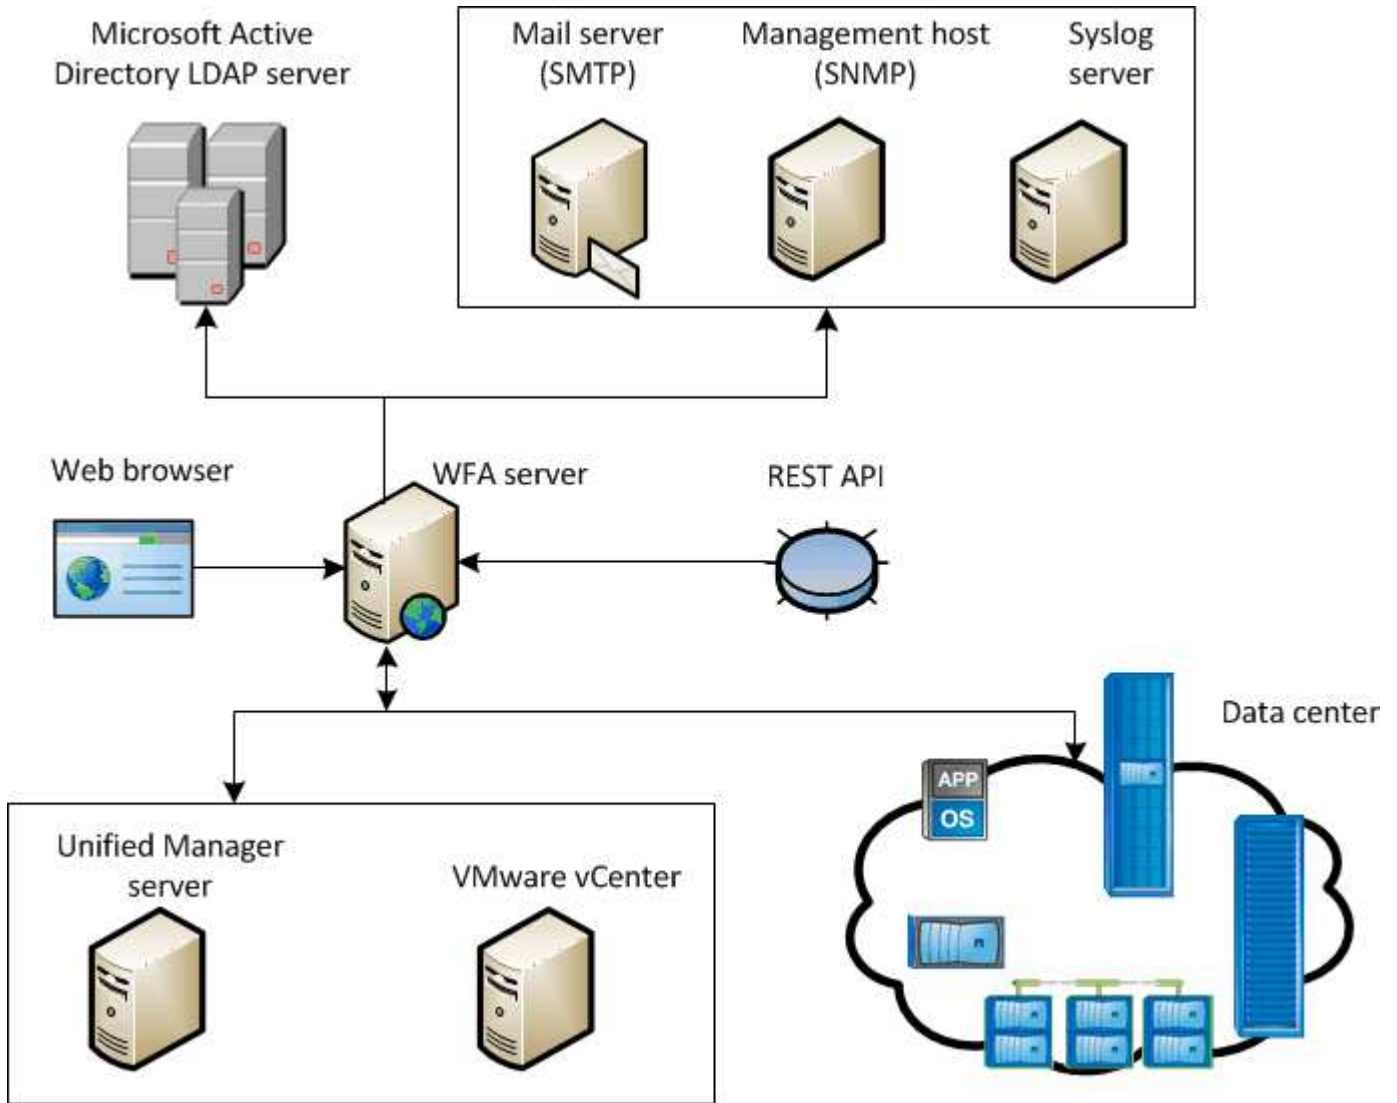 Microsoft Active
Directory LDAP server
Mail server
(SMTP)
Management host
(SNMP)
Syslog
server
Web browser
WFA server
REST API
Data center
APP
OS
Unified Manager
server
VMware vCenter
n
n
n
n
n
n
n
n